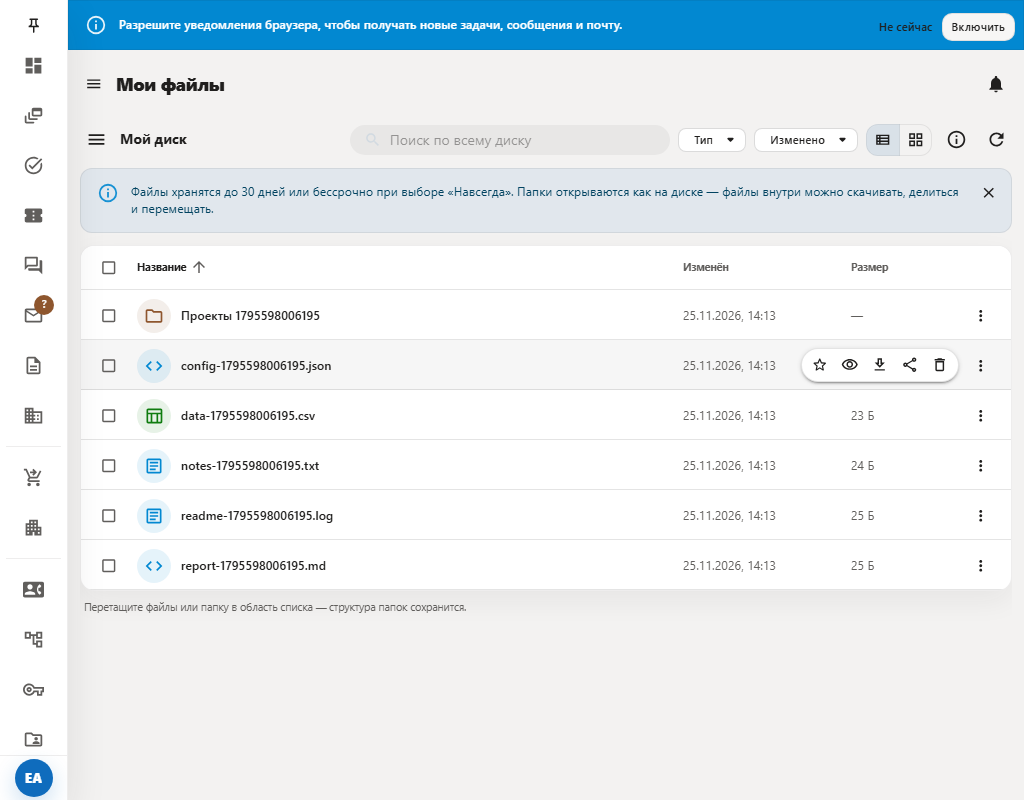 Разрешите уведомления браузера, чтобы получать новые задачи, сообщения и почту.
Не сейчас
Включить
Мои файлы
Мой диск
Поиск по всему диску
Тип
Изменено
Файлы хранятся до 30 дней или бессрочно при выборе «Навсегда». Папки открываются как на диске — файлы внутри можно скачивать, делиться
и перемещать.
Название
Изменён
Размер
Проекты 1795598006195
25.11.2026, 14:13
—
config-1795598006195.json
25.11.2026, 14:13
data-1795598006195.csv
25.11.2026, 14:13
23 Б
notes-1795598006195.txt
25.11.2026, 14:13
24 Б
readme-1795598006195.log
25.11.2026, 14:13
25 Б
report-1795598006195.md
25.11.2026, 14:13
25 Б
Перетащите файлы или папку в область списка — структура папок сохранится.
?
EA